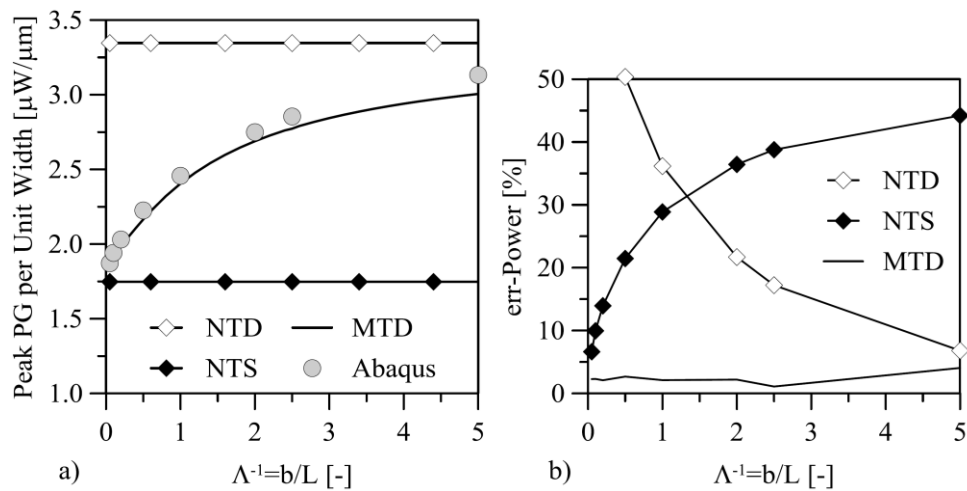 Peak PG per Unit Width [µW/µm]
3.5
3.0
2.5
2.0
1.5
1.0
NTD
MTD
NTS
Abaqus
0 1 2 3 4 5
a)
Λ⁻¹=b/L [-]
err-Power [%]
50
40
30
20
10
0
NTD
NTS
MTD
0 1 2 3 4 5
b)
Λ⁻¹=b/L [-]